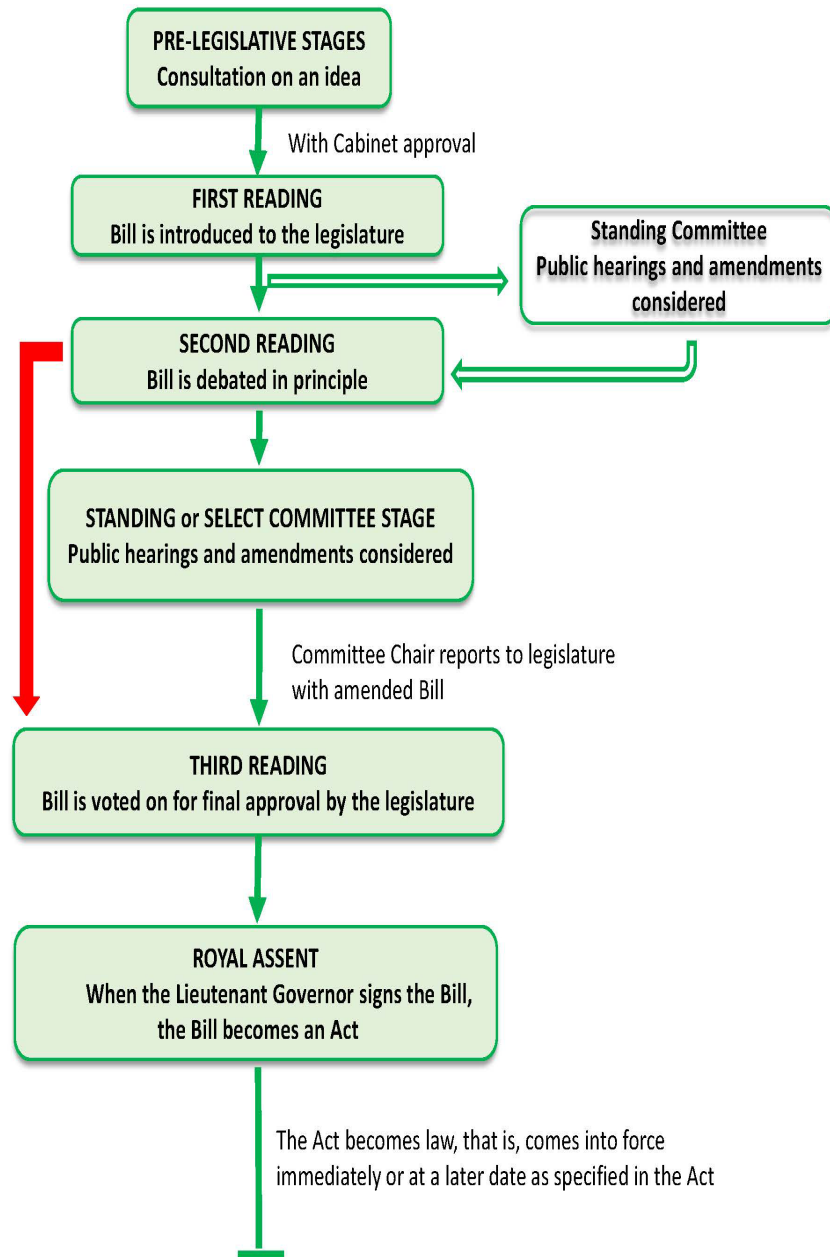 PRE-LEGISLATIVE STAGES
Consultation on an idea
With Cabinet approval
FIRST READING
Bill is introduced to the legislature
Standing Committee
Public hearings and amendments
considered
SECOND READING
Bill is debated in principle
STANDING or SELECT COMMITTEE STAGE
Public hearings and amendments considered
Committee Chair reports to legislature
with amended Bill
THIRD READING
Bill is voted on for final approval by the legislature
ROYAL ASSENT
When the Lieutenant Governor signs the Bill,
the Bill becomes an Act
The Act becomes law, that is, comes into force
immediately or at a later date as specified in the Act